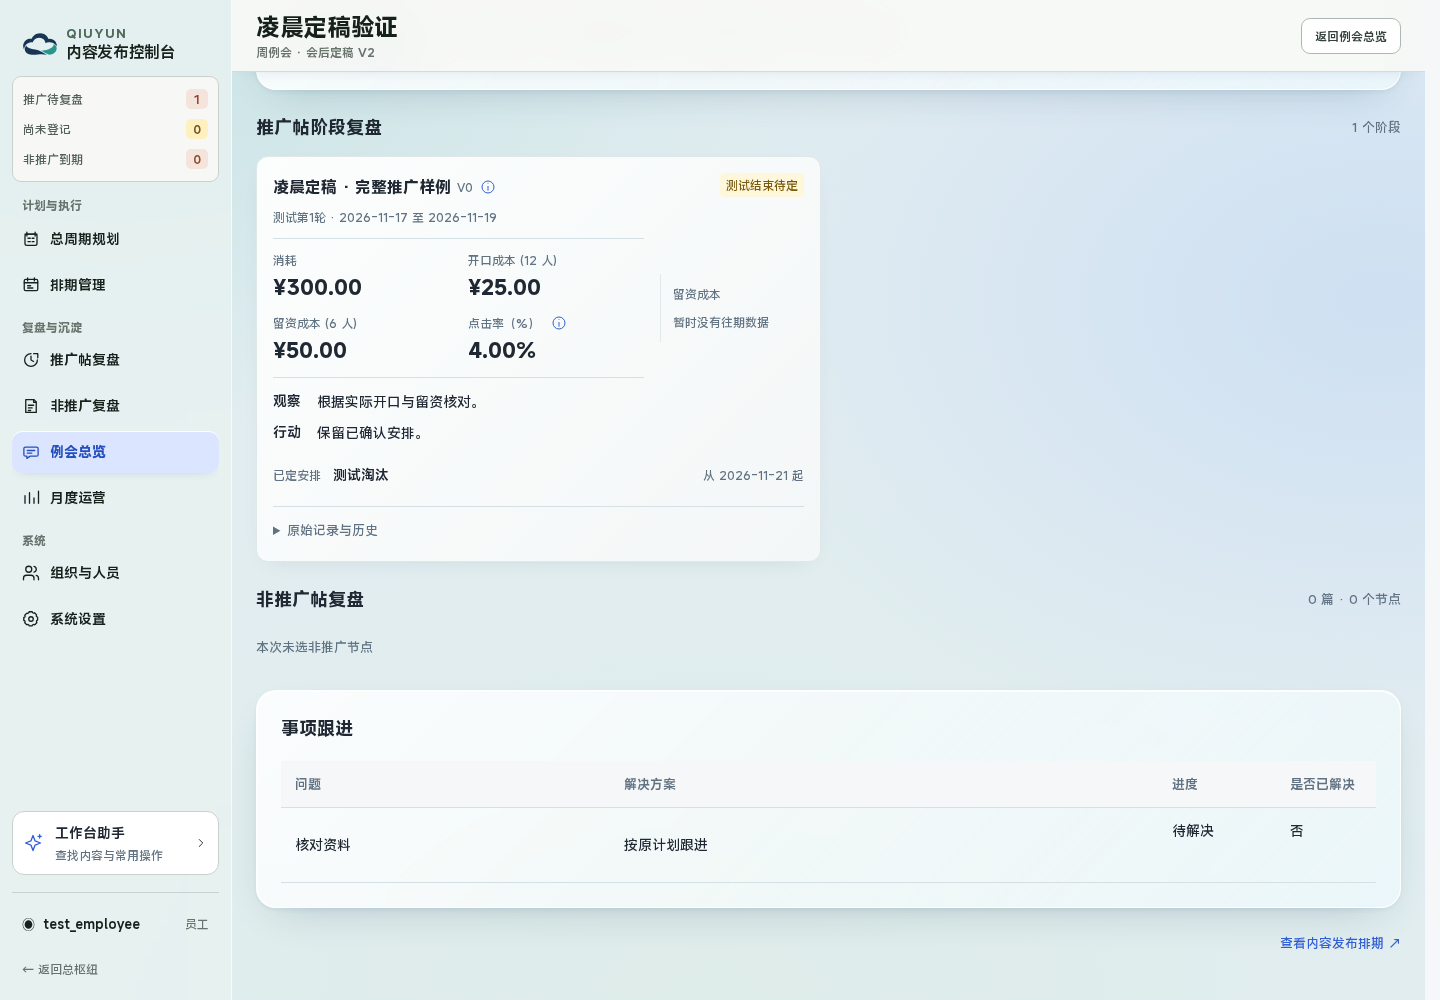 QIUYUN
内容发布控制台
推广待复盘 1
尚未登记 0
非推广到期 0
计划与执行
总周期规划
排期管理
复盘与沉淀
推广帖复盘
非推广复盘
例会总览
月度运营
系统
组织与人员
系统设置
工作台助手
查找内容与常用操作
test_employee 员工
← 返回总枢纽
凌晨定稿验证
周例会 · 会后定稿 V2
返回例会总览
推广帖阶段复盘 1 个阶段
凌晨定稿 · 完整推广样例 V0 测试结束待定
测试第1轮 · 2026-11-17 至 2026-11-19
消耗 开口成本 (12 人)
¥300.00 ¥25.00
留资成本 (6 人) 点击率（%）
¥50.00 4.00%
留资成本
暂时没有往期数据
观察 根据实际开口与留资核对。
行动 保留已确认安排。
已定安排 测试淘汰 从 2026-11-21 起
▶ 原始记录与历史
非推广帖复盘 0 篇 · 0 个节点
本次未选非推广节点
事项跟进
问题 解决方案 进度 是否已解决
核对资料 按原计划跟进 待解决 否
查看内容发布排期 ↗